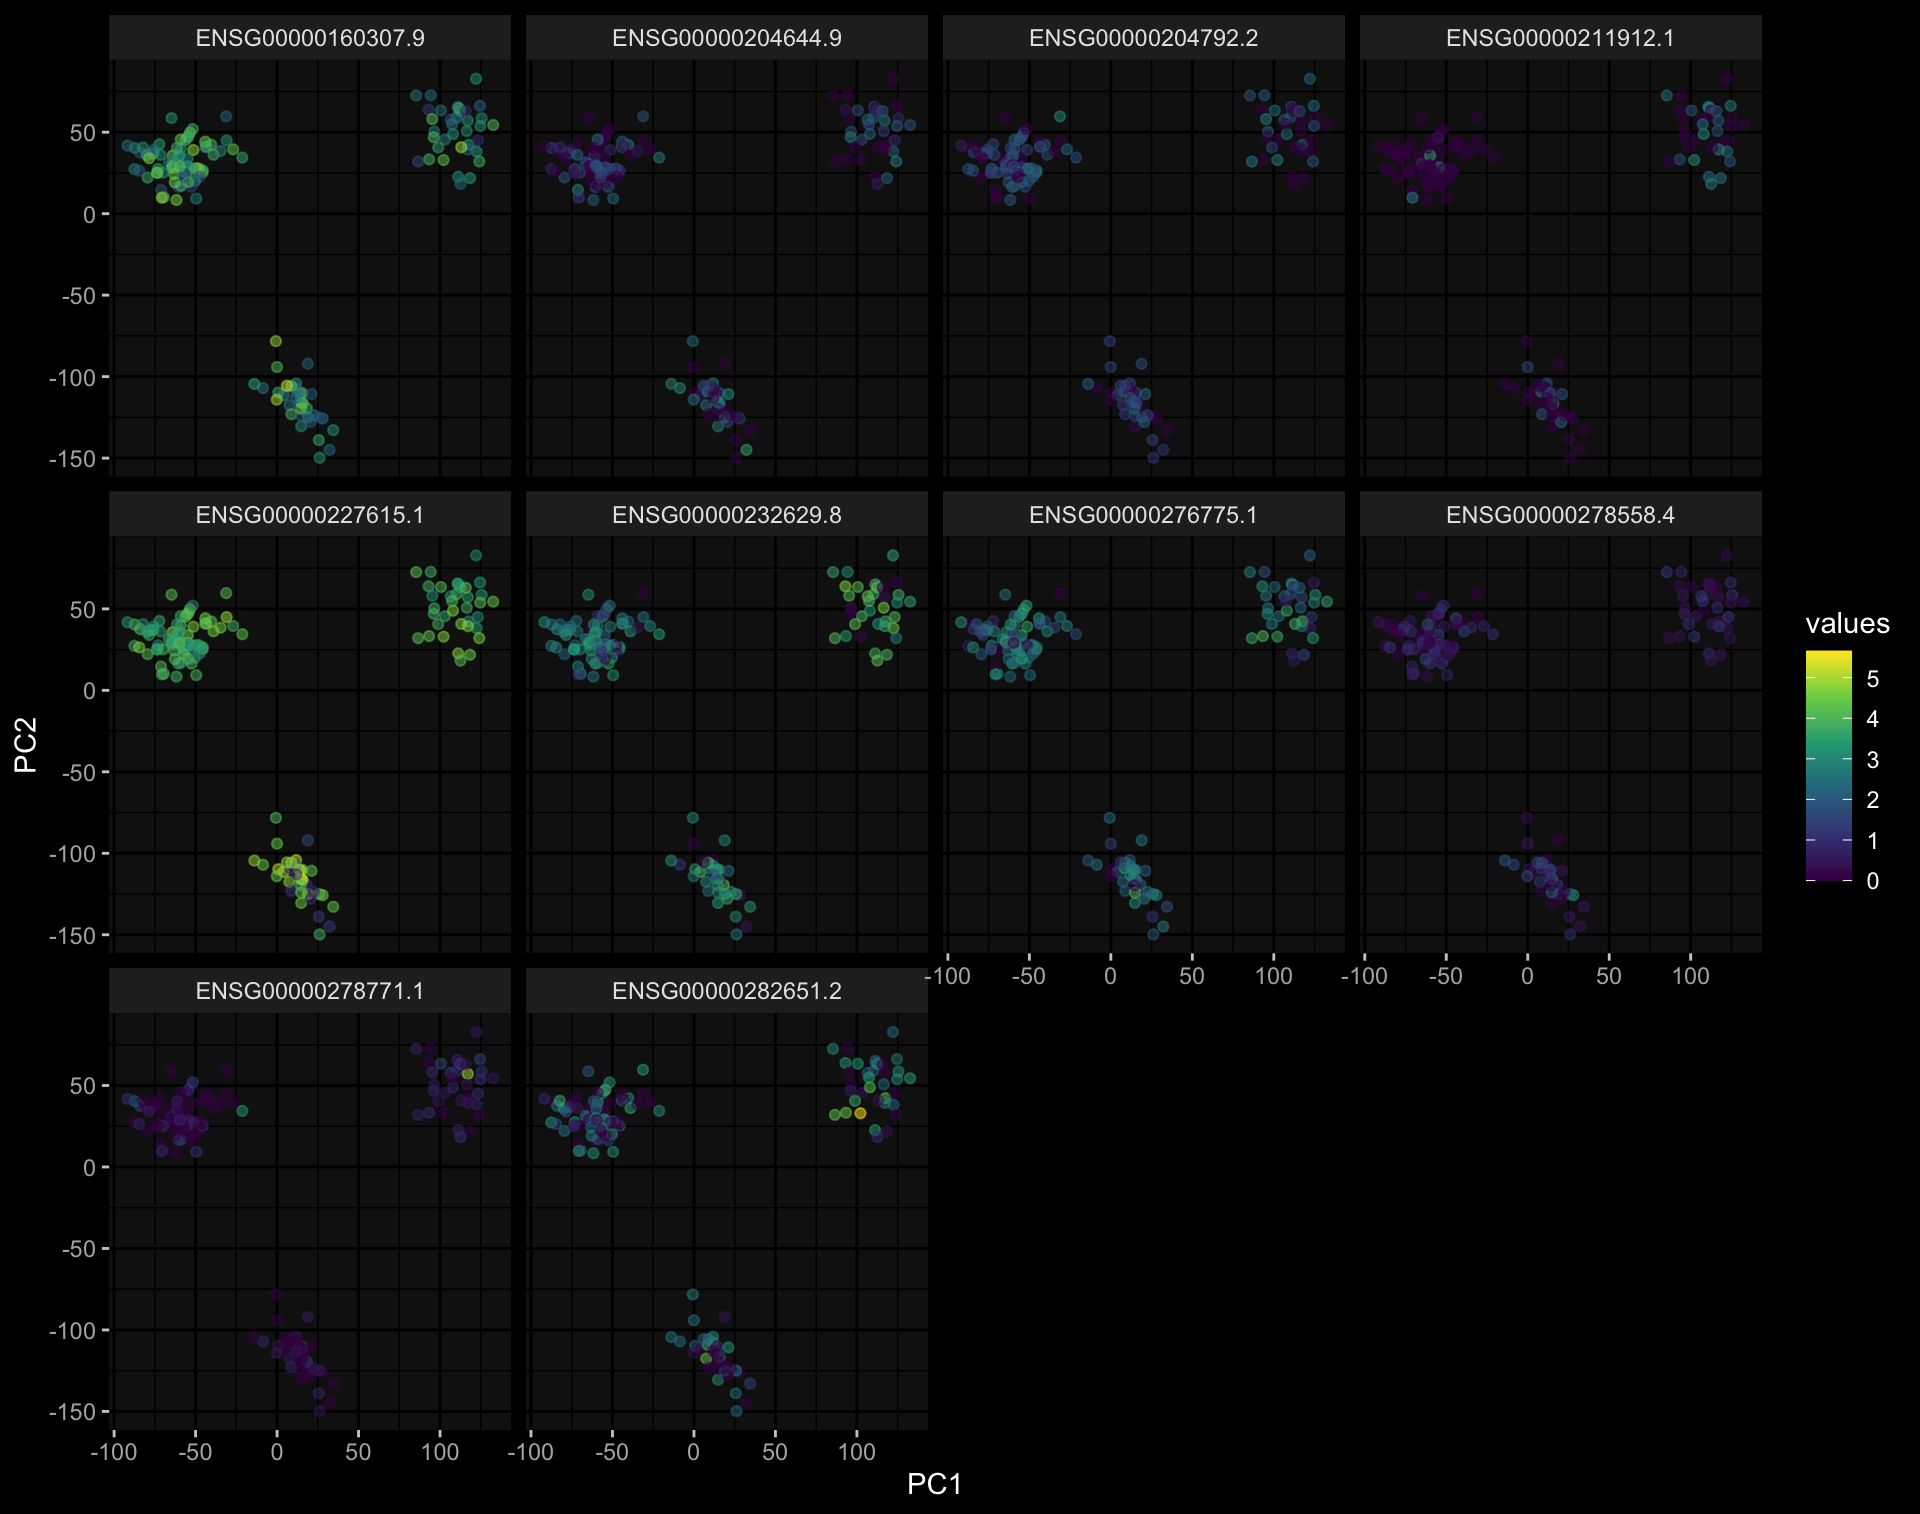 ENSG00000160307.9 ENSG00000204644.9 ENSG00000204792.2 ENSG00000211912.1
50
0
-50
-100
-150
ENSG00000227615.1 ENSG00000232629.8 ENSG00000276775.1 ENSG00000278558.4
50
0
-50
-100
-150
-100 -50 0 50 100 -100 -50 0 50 100
ENSG00000278771.1 ENSG00000282651.2
50
0
-50
-100
-150
-100 -50 0 50 100 -100 -50 0 50 100
PC1
PC2
values
5
4
3
2
1
0